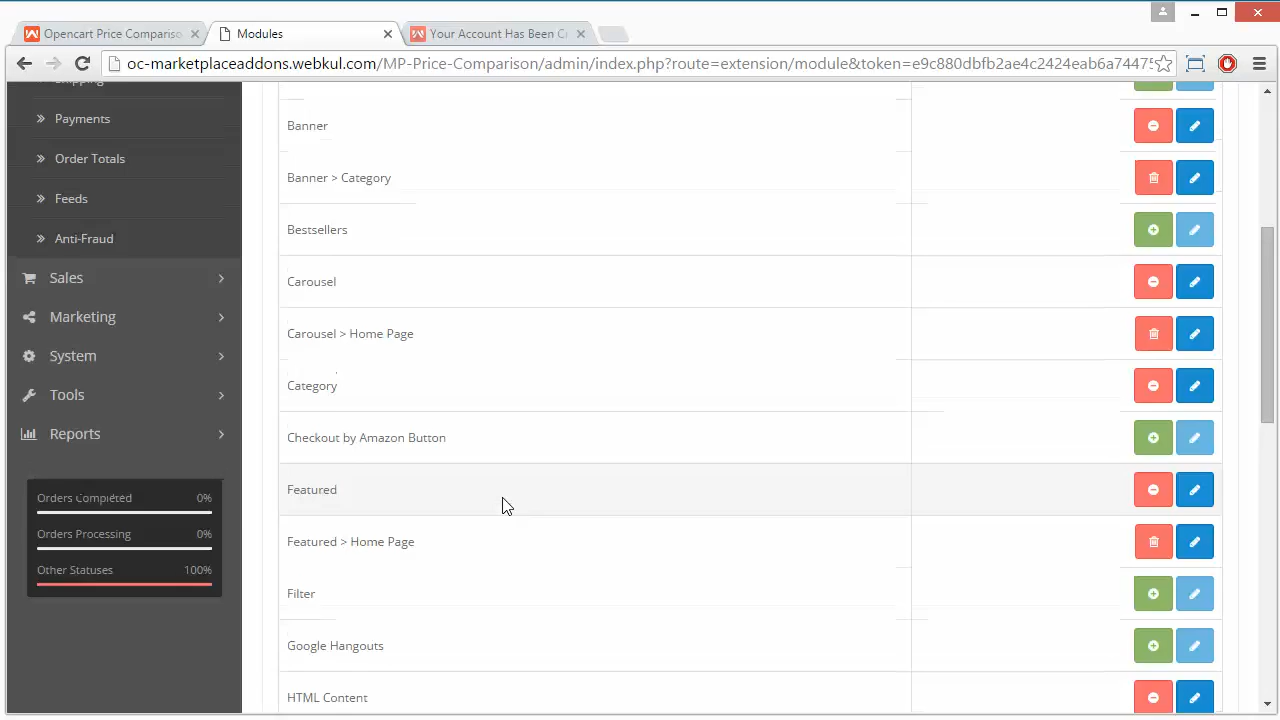 Opencart Price Compariso
Modules
Your Account Has Been C
oc-marketplaceaddons.webkul.com/MP-Price-Comparison/admin/index.php?route=extension/module&token=e9c880dbfb2ae4c2424eab6a7447
Shipping
Payments
Order Totals
Feeds
Anti-Fraud
Sales
Marketing
System
Tools
Reports
Orders Completed 0%
Orders Processing 0%
Other Statuses 100%
Banner
Banner > Category
Bestsellers
Carousel
Carousel > Home Page
Category
Checkout by Amazon Button
Featured
Featured > Home Page
Filter
Google Hangouts
HTML Content